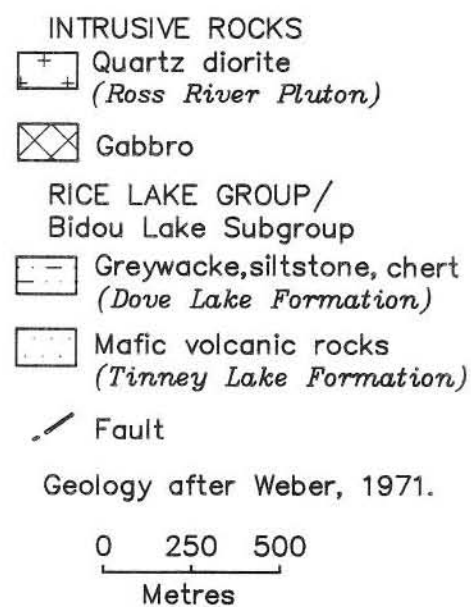 INTRUSIVE ROCKS
Quartz diorite
(Ross River Pluton)
Gabbro
RICE LAKE GROUP/
Bidou Lake Subgroup
Greywacke,siltstone, chert
(Dove Lake Formation)
Mafic volcanic rocks
(Tinney Lake Formation)
Fault
Geology after Weber, 1971.
0 250 500
Metres